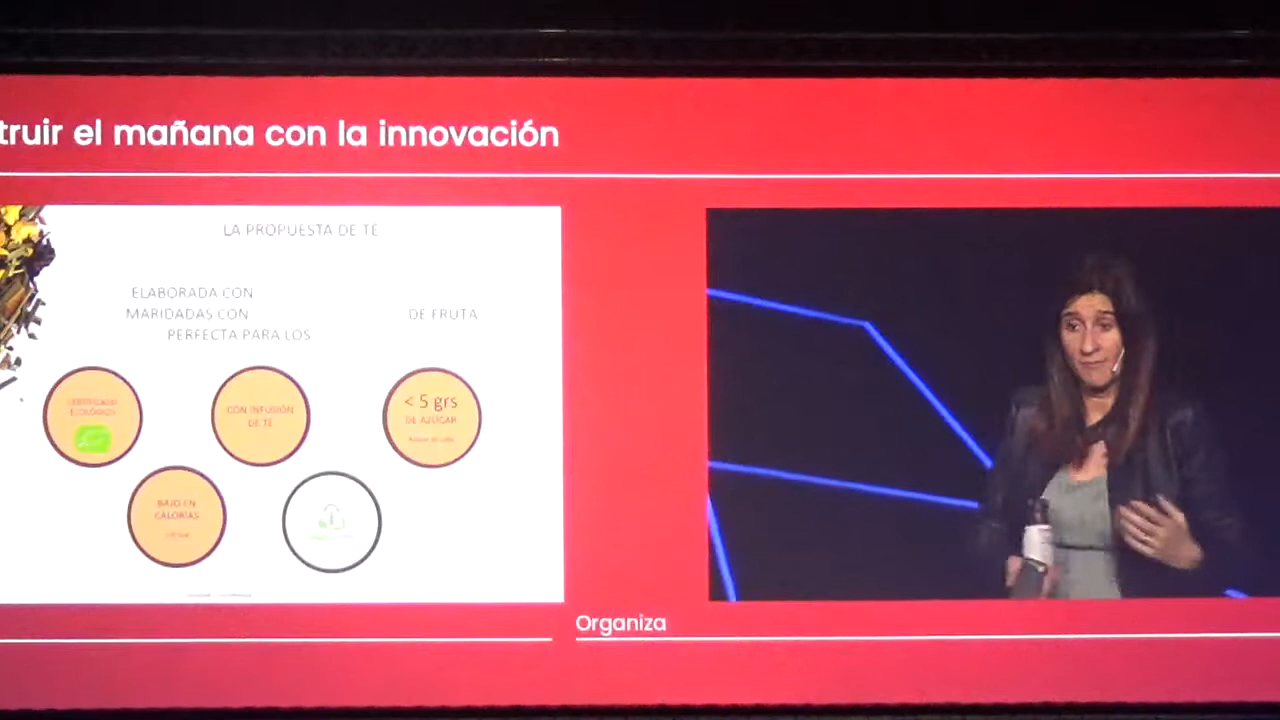 truir el mañana con la innovación
LA PROPUESTA DE TÉ
ELABORADA CON
MARIDADAS CON DE FRUTA
PERFECTA PARA LOS
CERTIFICADO
ECOLÓGICO
CON INFUSIÓN
DE TÉ
< 5 grs
DE AZÚCAR
BAJO EN
CALORÍAS
Organiza